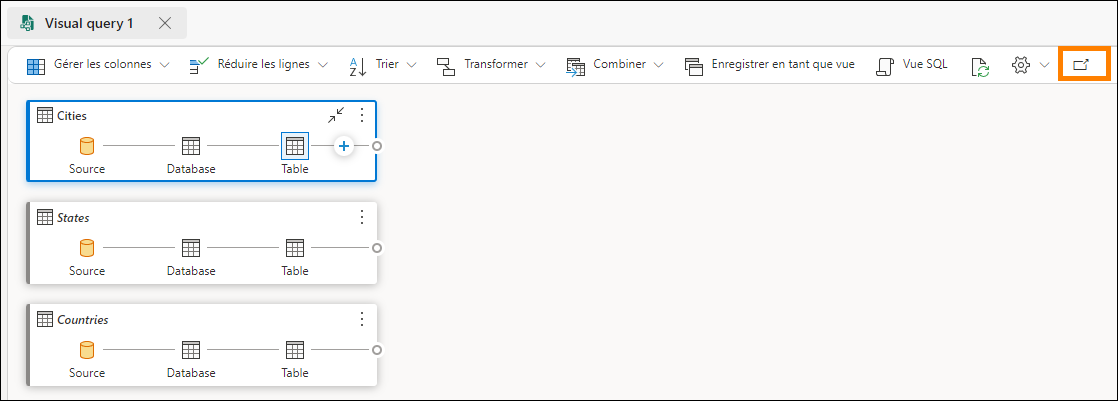 Visual query 1
Gérer les colonnes Réduire les lignes Trier Transformer Combiner Enregistrer en tant que vue Vue SQL
Cities
Source Database Table
States
Source Database Table
Countries
Source Database Table